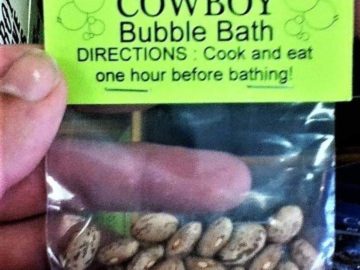 COWBOY
Bubble Bath
DIRECTIONS : Cook and eat
one hour before bathing!